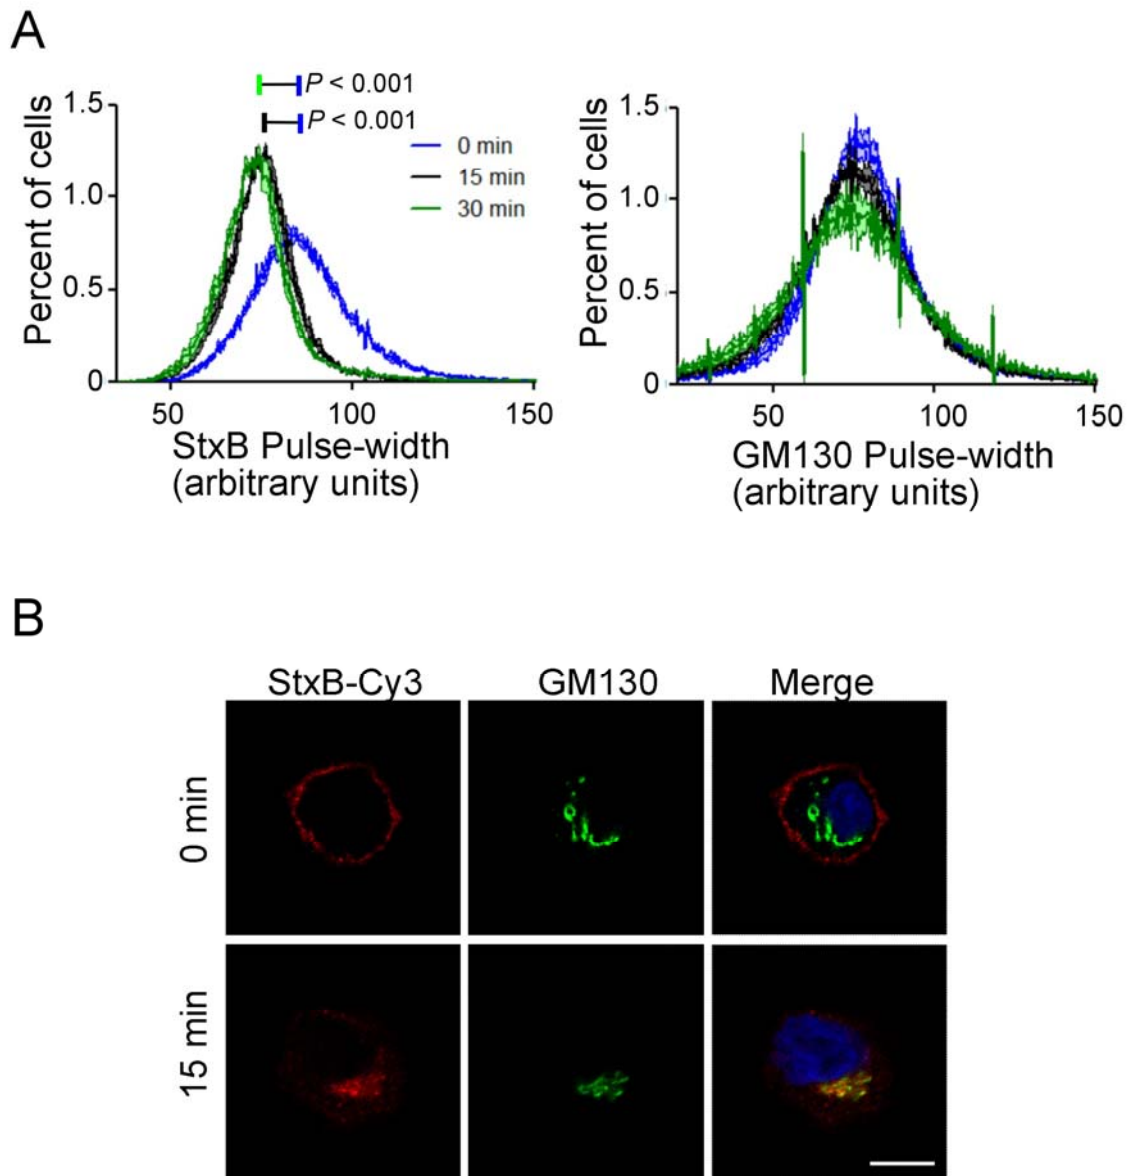 A
P < 0.001
P < 0.001
0 min
15 min
30 min
Percent of cells
1.5
1.0
0.5
0
50
100
150
StxB Pulse-width
(arbitrary units)
Percent of cells
1.5
1.0
0.5
0
50
100
150
GM130 Pulse-width
(arbitrary units)
B
StxB-Cy3
GM130
Merge
0 min
15 min